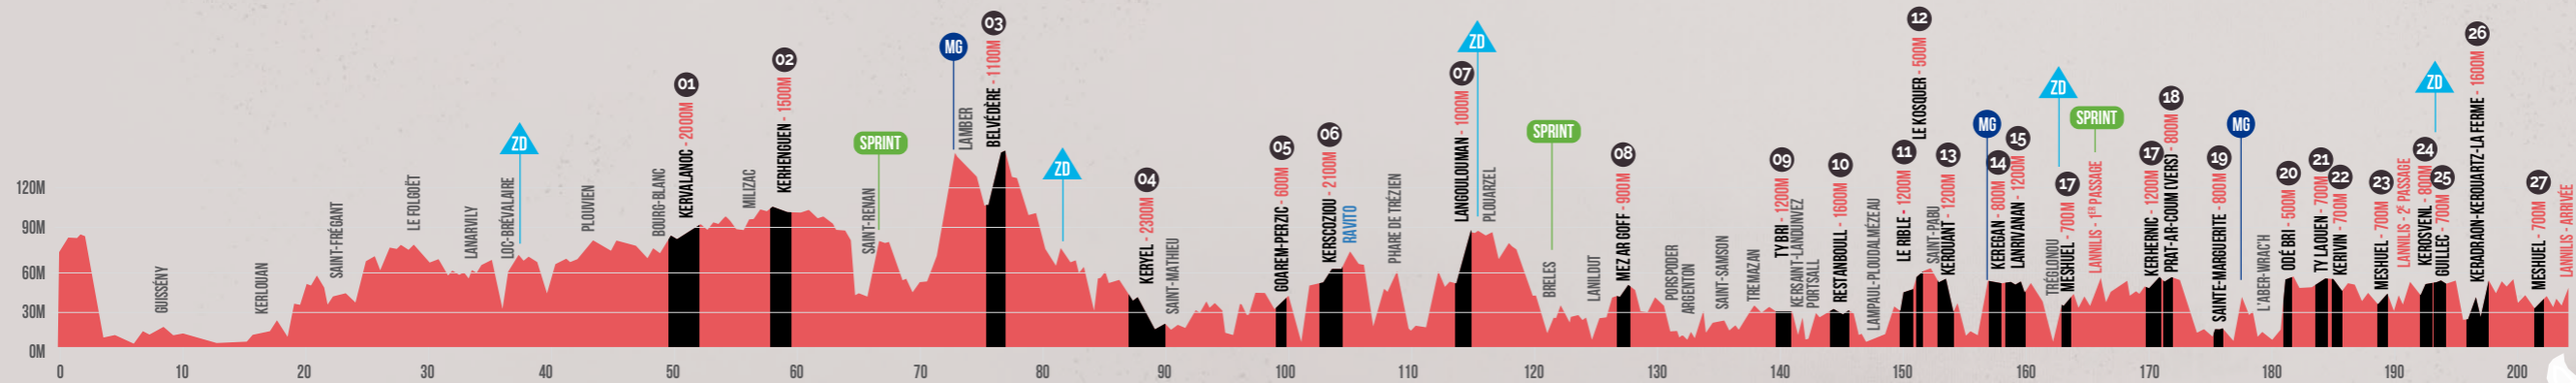 120M
90M
60M
30M
0M
0 10 20 30 40 50 60 70 80 90 100 110 120 130 140 150 160 170 180 190 200
GUISSÉNY
KERLOUAN
SAINT-FRÉGANT
LE FOLGOËT
LANARVILY
LOC-BRÉVALAIRE
ZD
PLOUVIEN
BOURG-BLANC
01
KERVALANOC - 2000M
MILIZAC
02
KERHENGUEN - 1500M
SAINT-RENAN
SPRINT
MG
LAMBER
03
BELVÉDÈRE - 1100M
ZD
04
KERYEL - 2300M
SAINT-MATHIEU
05
GOAREM-PERZIC - 600M
06
KERSCOZOU - 2100M
RAVITO
PHARE DE TRÉZIEN
07
LANGOULOUMAN - 1000M
ZD
PLOUARZEL
SPRINT
BRELES
LANILDUT
08
MEZ AR GOFF - 900M
PORSPODER
ARGENTON
SAINT-SAMSON
TREMAZAN
09
TY BRI - 1200M
KERSAINT-LANDUNVEZ
PORTSALL
10
RESTANBOULL - 1600M
LAMPAUL-PLOUDALMÉZEAU
11
LE RIBLE - 1200M
12
LE KOSQUER - 500M
SAINT-PABU
13
KEROUANT - 1200M
MG
14
KEREGAN - 800M
15
LANRIVANAN - 1200M
TRÉGLONOU
ZD
17
MESHUEL - 700M
SPRINT
LANNILIS - 1ER PASSAGE
17
KERHERNIC - 1200M
18
PRAT-AR-COUM (VERS) - 800M
19
SAINTE-MARGUERITE - 800M
MG
L'ABER-WRAC'H
20
ODÉ BRI - 500M
21
TY LAOUEN - 700M
22
KERIVIN - 700M
23
MESHUEL - 700M
LANNILIS - 2E PASSAGE
ZD
24
KEROSVENL - 800M
25
GUILLEC - 700M
26
KERADRAON-KEROUARTZ-LA FERME - 1600M
27
MESHUEL - 700M
LANNILIS - ARRIVÉE